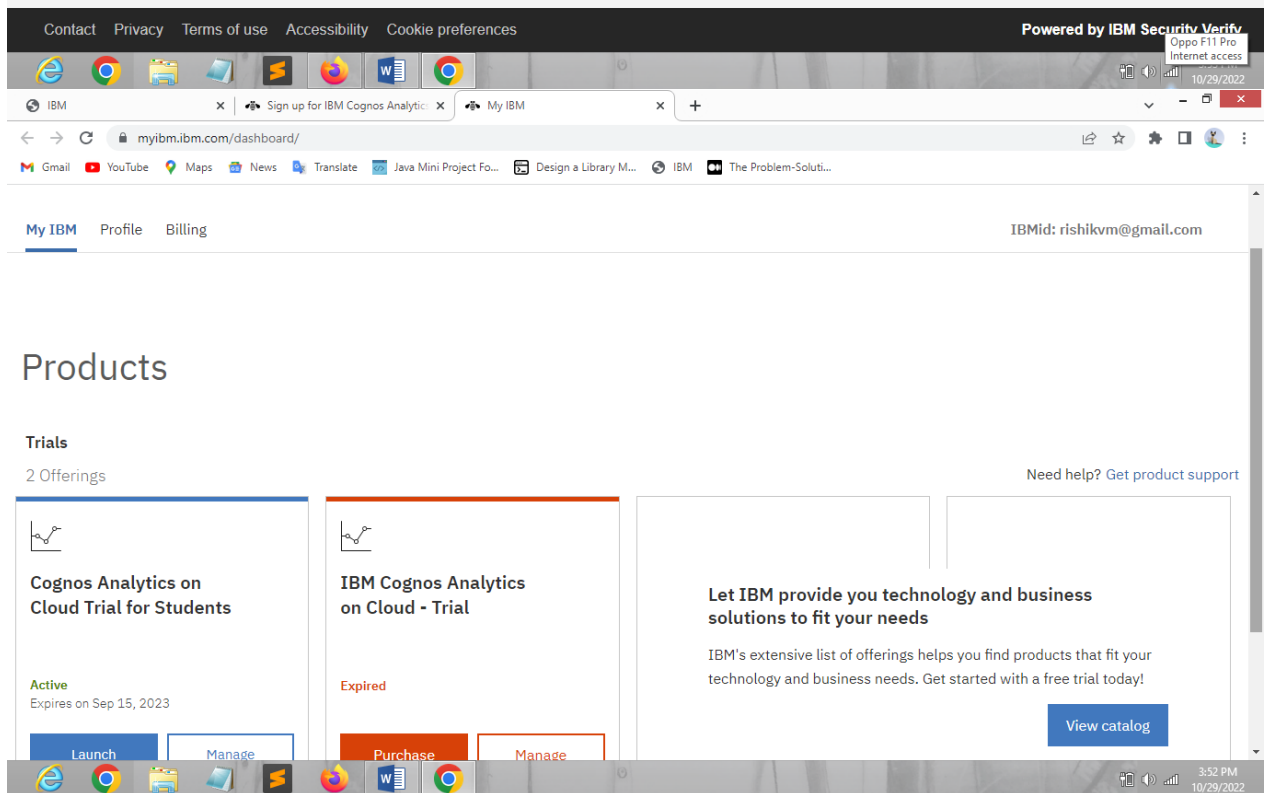 Contact Privacy Terms of use Accessibility Cookie preferences Powered by IBM Security Verify
Oppo F11 Pro
Internet access
10/29/2022
IBM Sign up for IBM Cognos Analytic: My IBM
myibm.ibm.com/dashboard/
Gmail YouTube Maps News Translate Java Mini Project Fo... Design a Library M... IBM The Problem-Soluti...
My IBM Profile Billing IBMid: rishikvm@gmail.com
Products
Trials
2 Offerings Need help? Get product support
Cognos Analytics on
Cloud Trial for Students
Active
Expires on Sep 15, 2023
Launch Manage
IBM Cognos Analytics
on Cloud - Trial
Expired
Purchase Manage
Let IBM provide you technology and business
solutions to fit your needs
IBM's extensive list of offerings helps you find products that fit your
technology and business needs. Get started with a free trial today!
View catalog
3:52 PM
10/29/2022